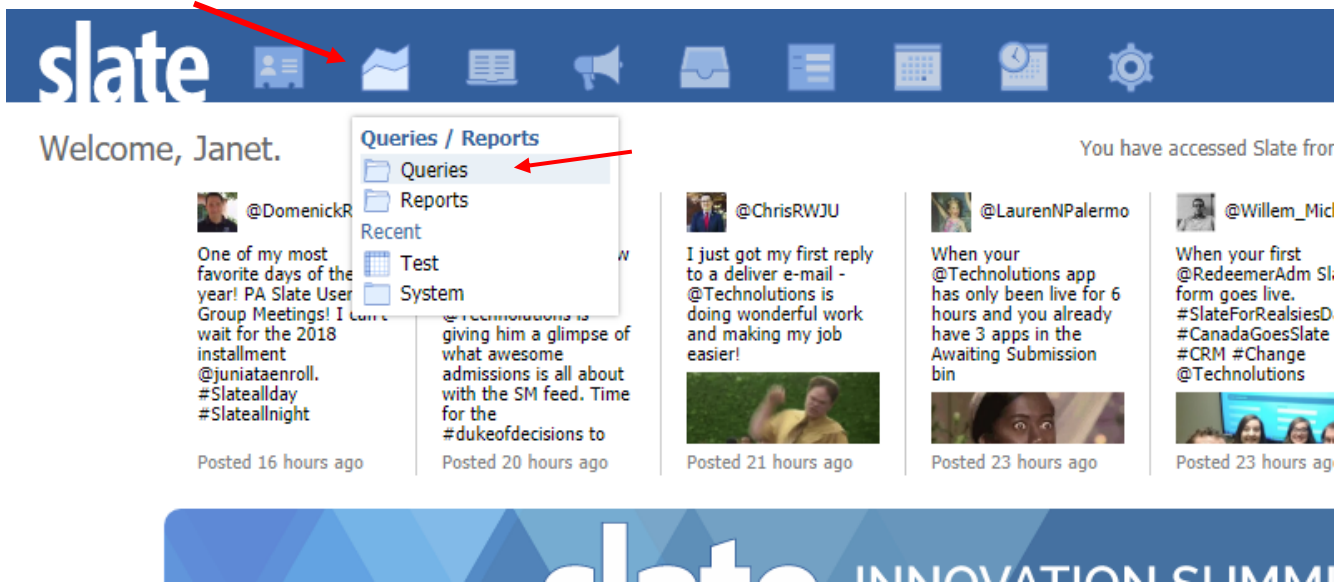 slate
Welcome, Janet.
You have accessed Slate from
Queries / Reports
Queries
Reports
Recent
Test
System
@DomenickR
One of my most
favorite days of the
year! PA Slate User
Group Meetings! I can't
wait for the 2018
installment
@juniataenroll.
#Slateallday
#Slateallnight
Posted 16 hours ago
w
@Technolutions is
giving him a glimpse of
what awesome
admissions is all about
with the SM feed. Time
for the
#dukeofdecisions to
Posted 20 hours ago
@ChrisRWJU
I just got my first reply
to a deliver e-mail -
@Technolutions is
doing wonderful work
and making my job
easier!
Posted 21 hours ago
@LaurenNPalermo
When your
@Technolutions app
has only been live for 6
hours and you already
have 3 apps in the
Awaiting Submission
bin
Posted 23 hours ago
@Willem_Mic
When your first
@RedeemerAdm Sla
form goes live.
#SlateForRealsiesDa
#CanadaGoesSlate
#CRM #Change
@Technolutions
Posted 23 hours ago
slate INNOVATION SUMMI